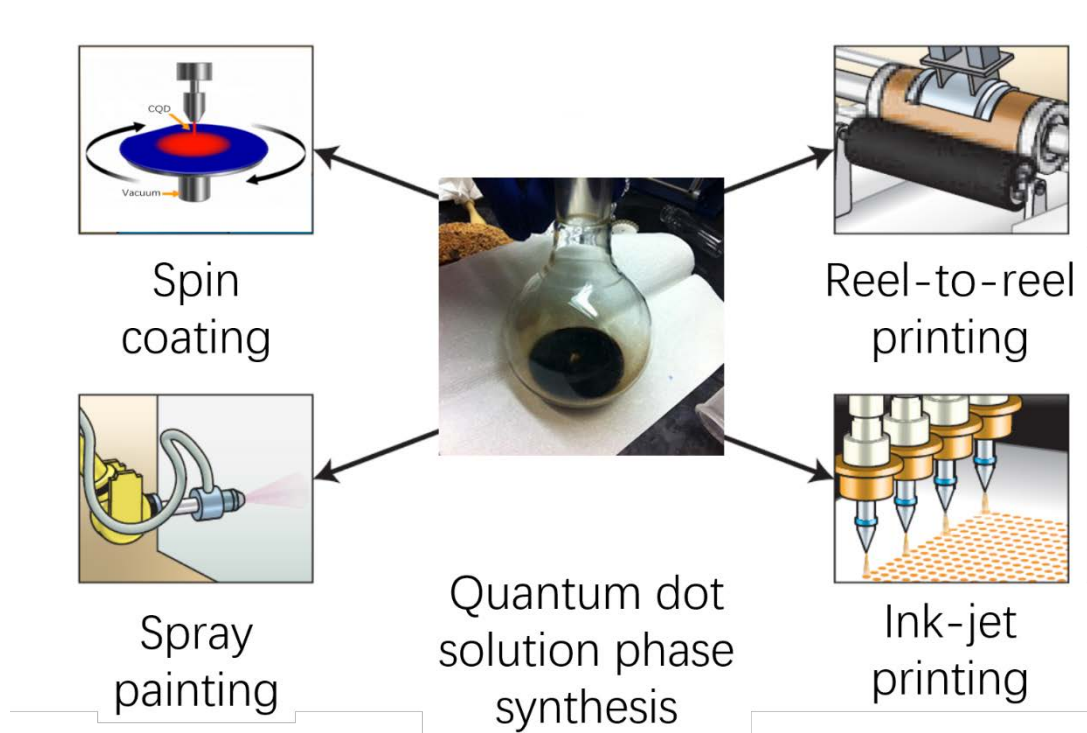 CQD
Vacuum
Spin
coating
Reel-to-reel
printing
Spray
painting
Quantum dot
solution phase
synthesis
Ink-jet
printing